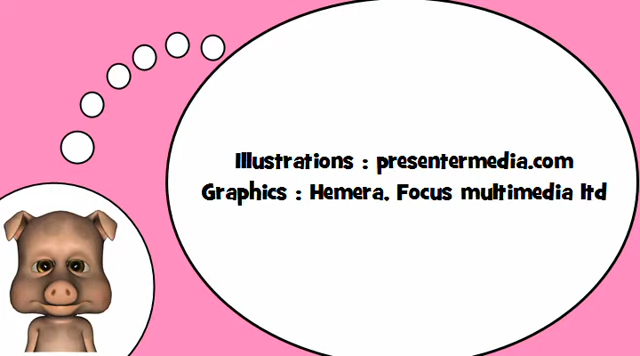 Illustrations : presentermedia.com
Graphics : Hemera. Focus multimedia ltd